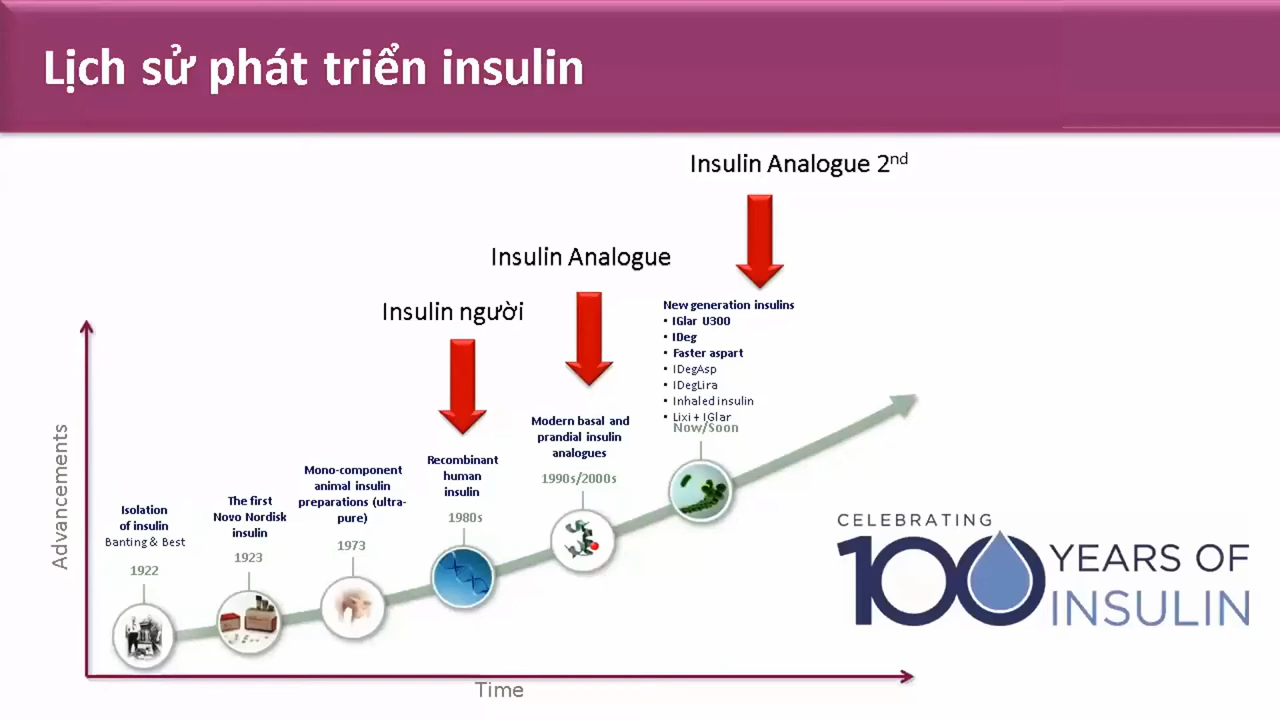 Lịch sử phát triển insulin
Insulin Analogue 2nd
Insulin Analogue
Insulin người
New generation insulins
• IGlar U300
• IDeg
• Faster aspart
• IDegAsp
• IDegLira
• Inhaled insulin
• Lixi + IGlar
Now/Soon
Modern basal and
prandial insulin
analogues
1990s/2000s
Recombinant
human
insulin
1980s
Mono-component
animal insulin
preparations (ultra-
pure)
1973
The first
Novo Nordisk
insulin
1923
Isolation
of insulin
Banting & Best
1922
Advancements
Time
CELEBRATING
100 YEARS OF
INSULIN